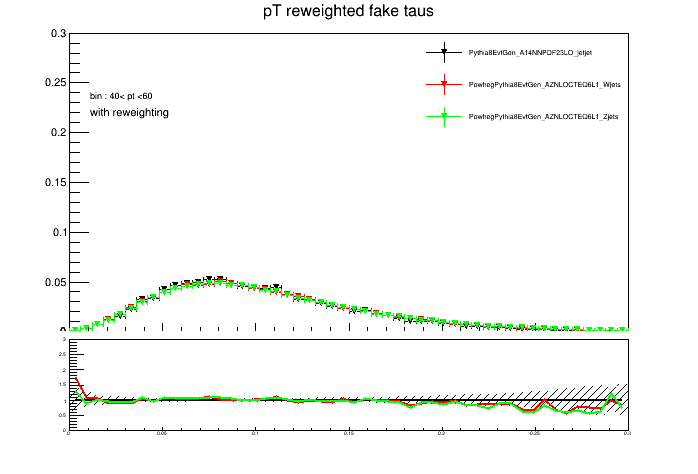 pT reweighted fake taus
0.3
Pythia8EvtGen_A14NNPDF23LO_jetjet
0.25
PowhegPythia8EvtGen_AZNLOCTEQ6L1_Wjets
bin : 40< pt <60
with reweighting
PowhegPythia8EvtGen_AZNLOCTEQ6L1_Zjets
0.2
0.15
0.1
0.05
3
2.5
2
1.5
1
0.5
0
0 0.05 0.1 0.15 0.2 0.25 0.3